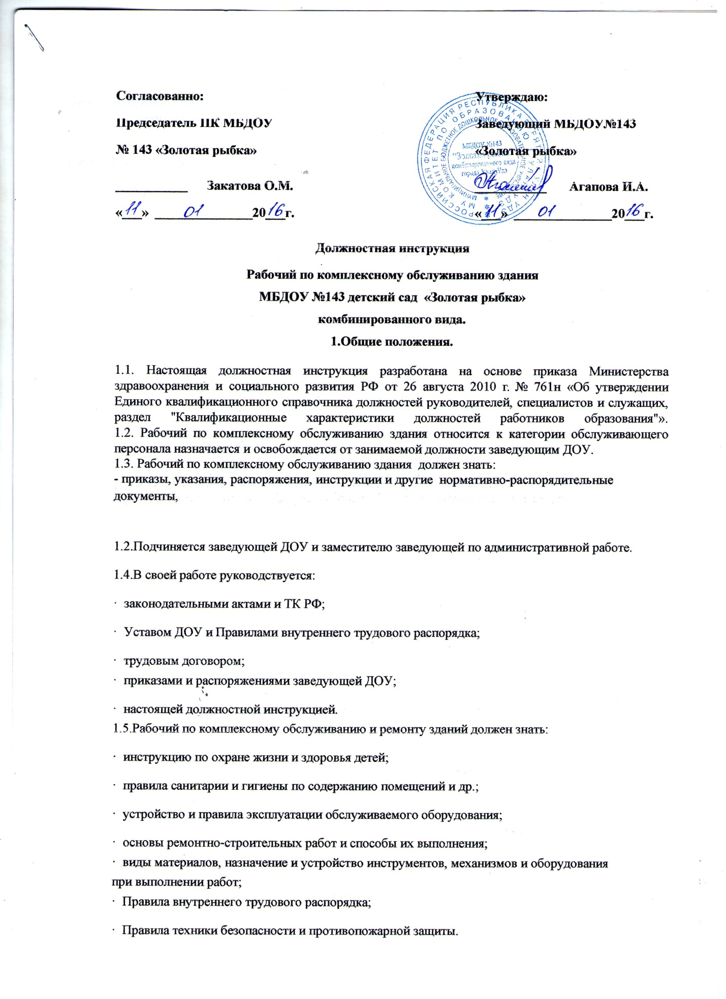 Согласованно:
Председатель ПК МБДОУ
№ 143 «Золотая рыбка»
___________ Закатова О.М.
«11» 01 2016 г.
Утверждаю:
Заведующий МБДОУ№143
«Золотая рыбка»
___________ Агапова И.А.
«11» 01 2016 г.
РОССИЙСКАЯ ФЕДЕРАЦИЯ РЕСПУБЛИКА
КОМИТЕТ ПО ОБРАЗОВАНИЮ
МУНИЦИПАЛЬНОЕ БЮДЖЕТНОЕ ДОШКОЛЬНОЕ
МБДОУ №143
комбинированного вида
города Улан-Удэ
Должностная инструкция
Рабочий по комплексному обслуживанию здания
МБДОУ №143 детский сад «Золотая рыбка»
комбинированного вида.
1.Общие положения.
1.1. Настоящая должностная инструкция разработана на основе приказа Министерства
здравоохранения и социального развития РФ от 26 августа 2010 г. № 761н «Об утверждении
Единого квалификационного справочника должностей руководителей, специалистов и служащих,
раздел "Квалификационные характеристики должностей работников образования"».
1.2. Рабочий по комплексному обслуживанию здания относится к категории обслуживающего
персонала назначается и освобождается от занимаемой должности заведующим ДОУ.
1.3. Рабочий по комплексному обслуживанию здания должен знать:
- приказы, указания, распоряжения, инструкции и другие нормативно-распорядительные
документы,
1.2.Подчиняется заведующей ДОУ и заместителю заведующей по административной работе.
1.4.В своей работе руководствуется:
· законодательными актами и ТК РФ;
· Уставом ДОУ и Правилами внутреннего трудового распорядка;
· трудовым договором;
· приказами и распоряжениями заведующей ДОУ;
· настоящей должностной инструкцией.
1.5.Рабочий по комплексному обслуживанию и ремонту зданий должен знать:
· инструкцию по охране жизни и здоровья детей;
· правила санитарии и гигиены по содержанию помещений и др.;
· устройство и правила эксплуатации обслуживаемого оборудования;
· основы ремонтно-строительных работ и способы их выполнения;
· виды материалов, назначение и устройство инструментов, механизмов и оборудования
при выполнении работ;
· Правила внутреннего трудового распорядка;
· Правила техники безопасности и противопожарной защиты.